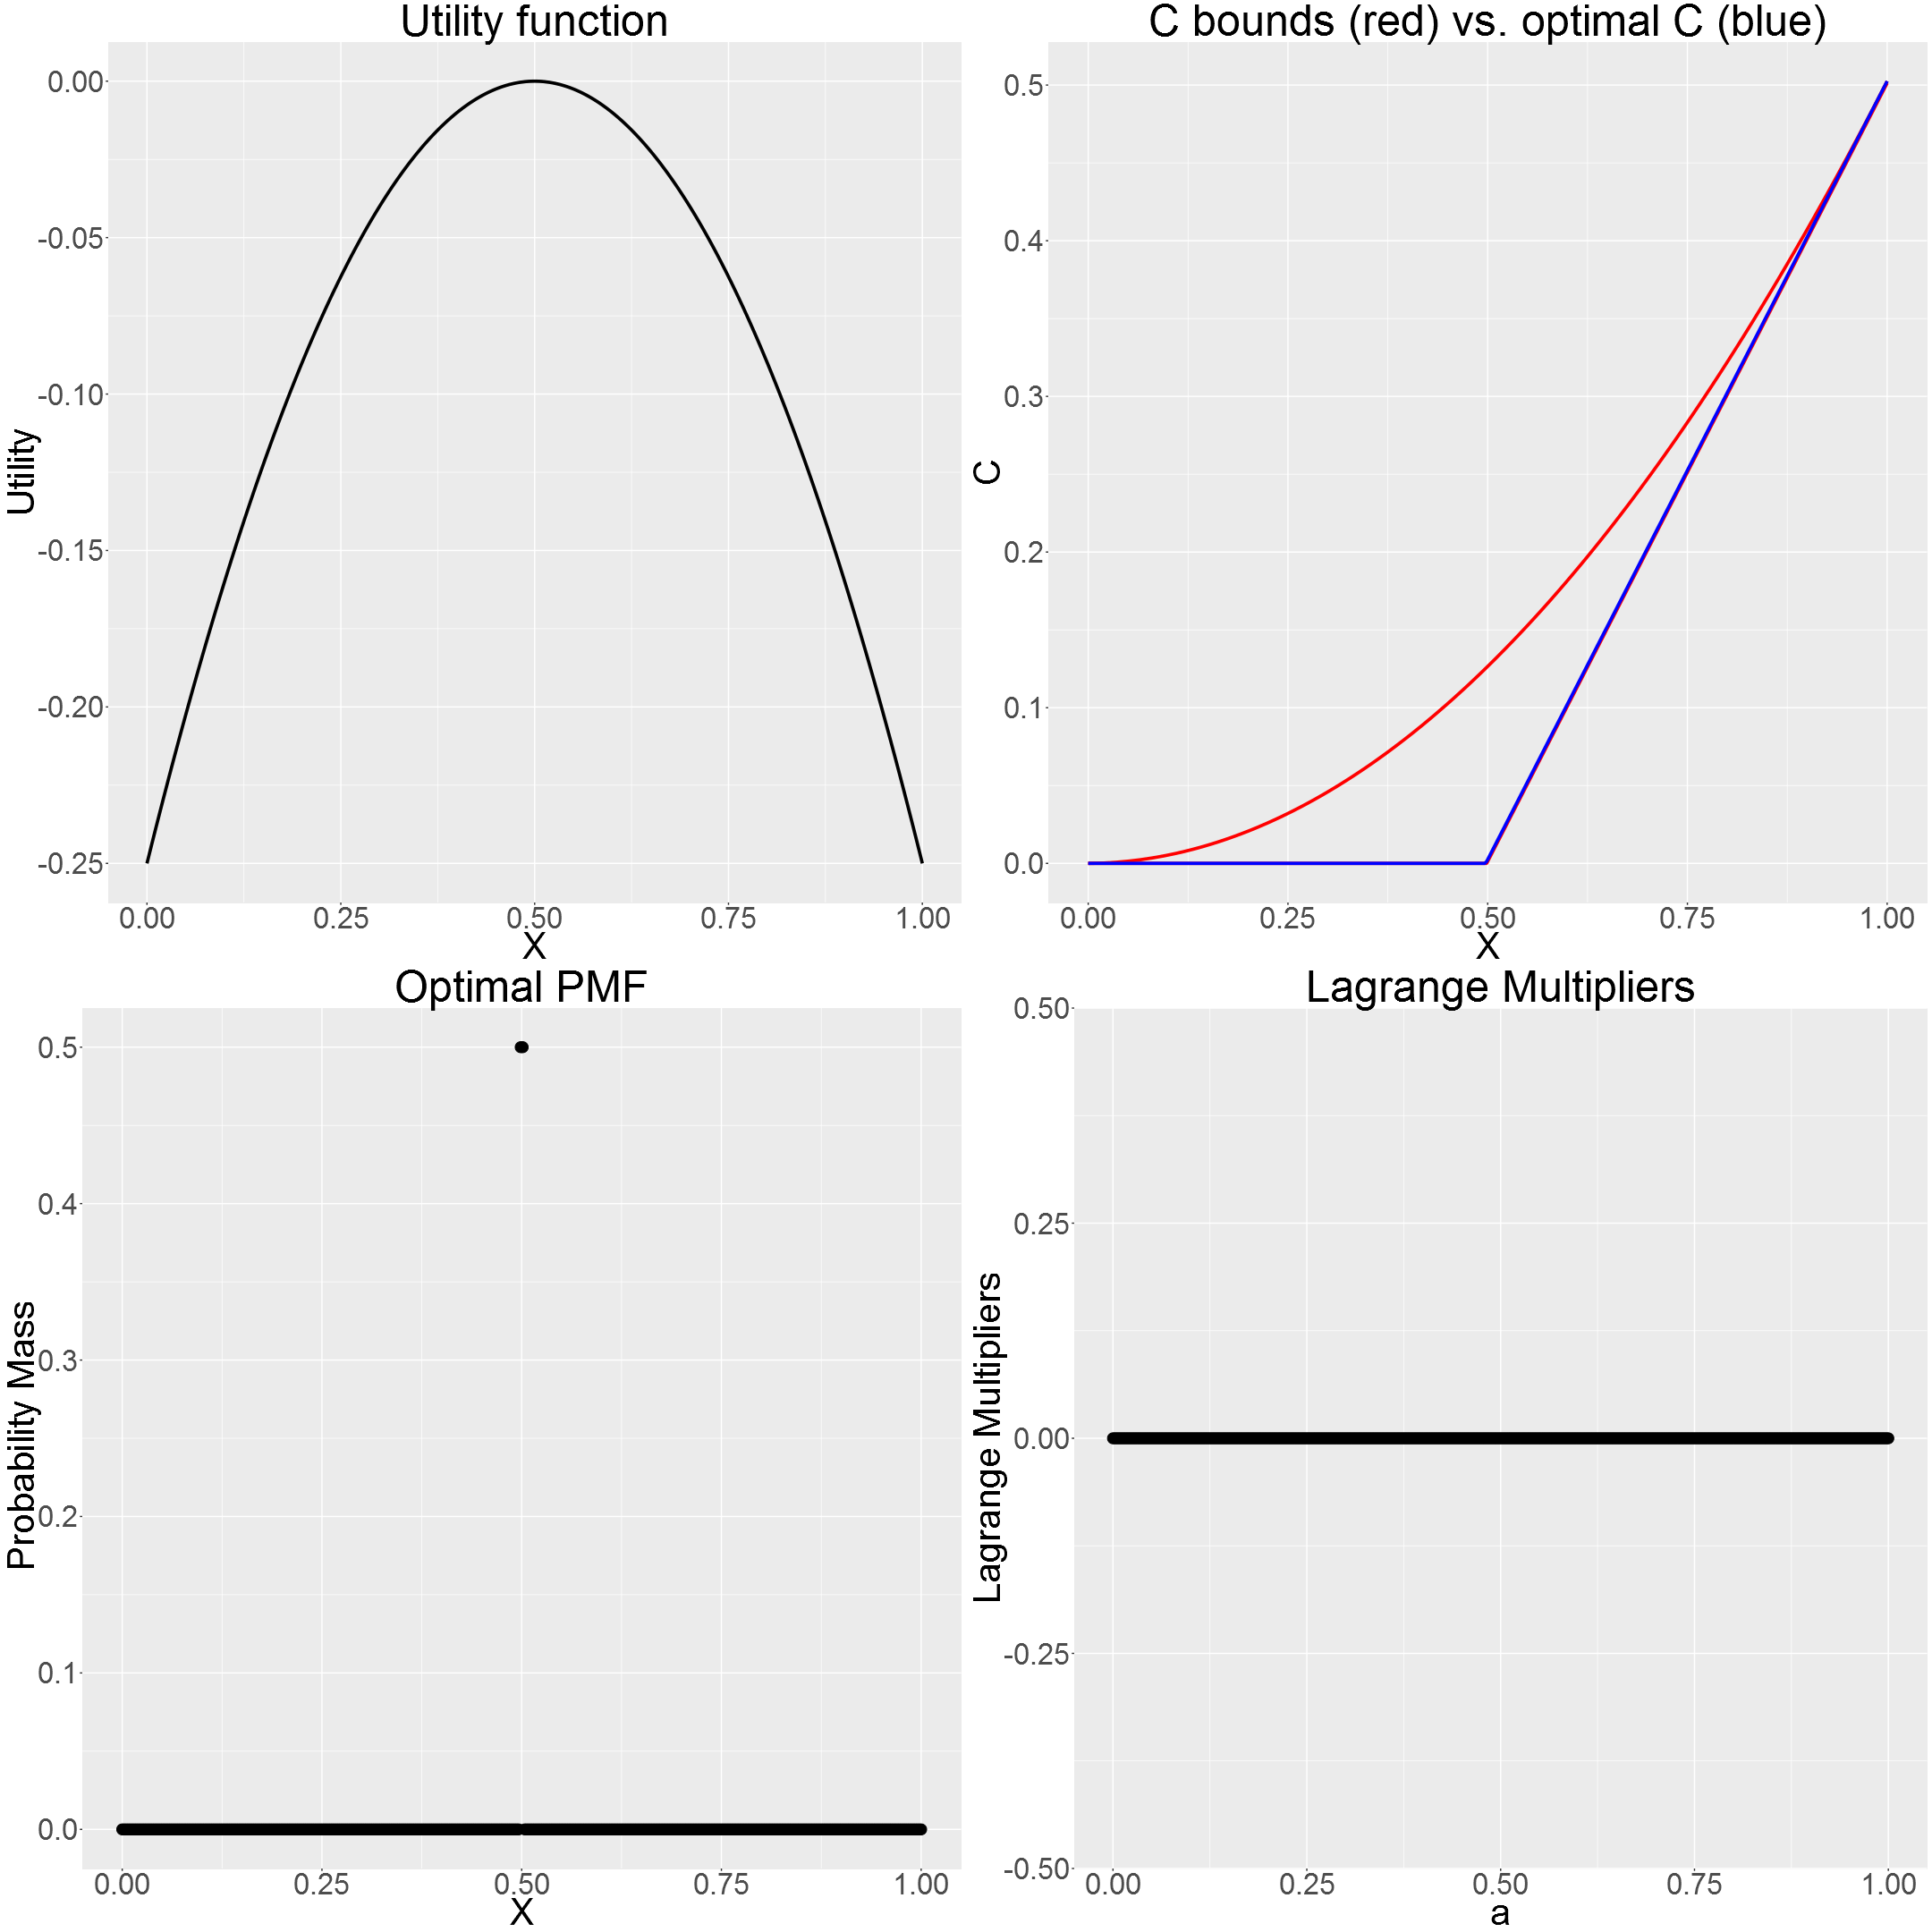 Utility function
Utility
0.00
-0.05
-0.10
-0.15
-0.20
-0.25
0.00 0.25 0.50 0.75 1.00
X
C bounds (red) vs. optimal C (blue)
C
0.5
0.4
0.3
0.2
0.1
0.0
0.00 0.25 0.50 0.75 1.00
X
Optimal PMF
Probability Mass
0.5
0.4
0.3
0.2
0.1
0.0
0.00 0.25 0.50 0.75 1.00
X
Lagrange Multipliers
Lagrange Multipliers
0.50
0.25
0.00
-0.25
-0.50
0.00 0.25 0.50 0.75 1.00
a